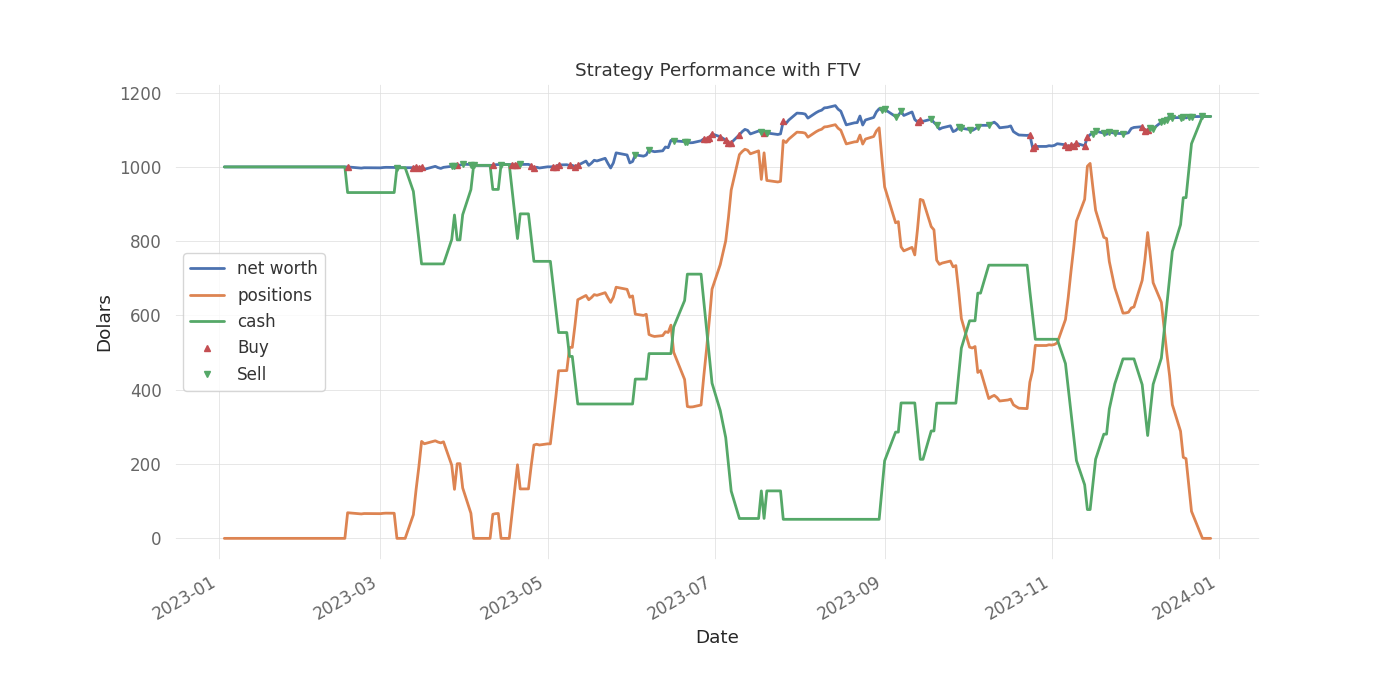 Strategy Performance with FTV
1200
1000
800
600
400
200
0
Dolars
net worth
positions
cash
Buy
Sell
2023-01
2023-03
2023-05
2023-07
2023-09
2023-11
2024-01
Date